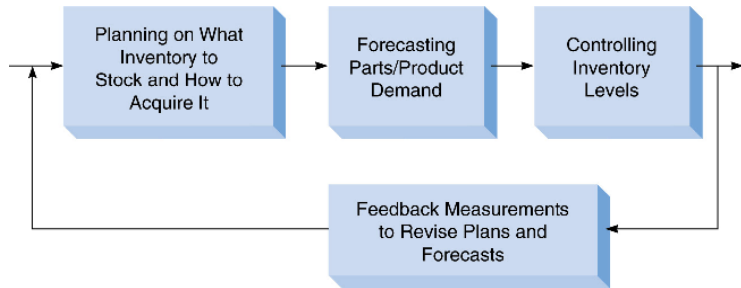 Planning on What
Inventory to
Stock and How to
Acquire It
Forecasting
Parts/Product
Demand
Controlling
Inventory
Levels
Feedback Measurements
to Revise Plans and
Forecasts